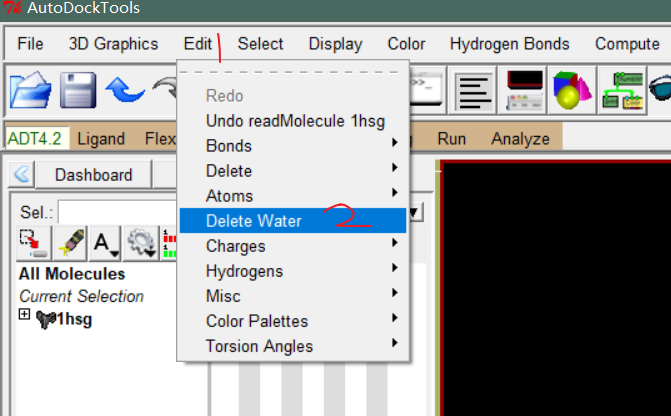 AutoDockTools
File 3D Graphics Edit Select Display Color Hydrogen Bonds Compute
Redo
Undo readMolecule 1hsg
ADT4.2 Ligand Flex Run Analyze
Bonds
Dashboard
Delete
Atoms
Sel.:
Delete Water 2
Charges
A
All Molecules
Hydrogens
Current Selection
Misc
1hsg
Color Palettes
Torsion Angles